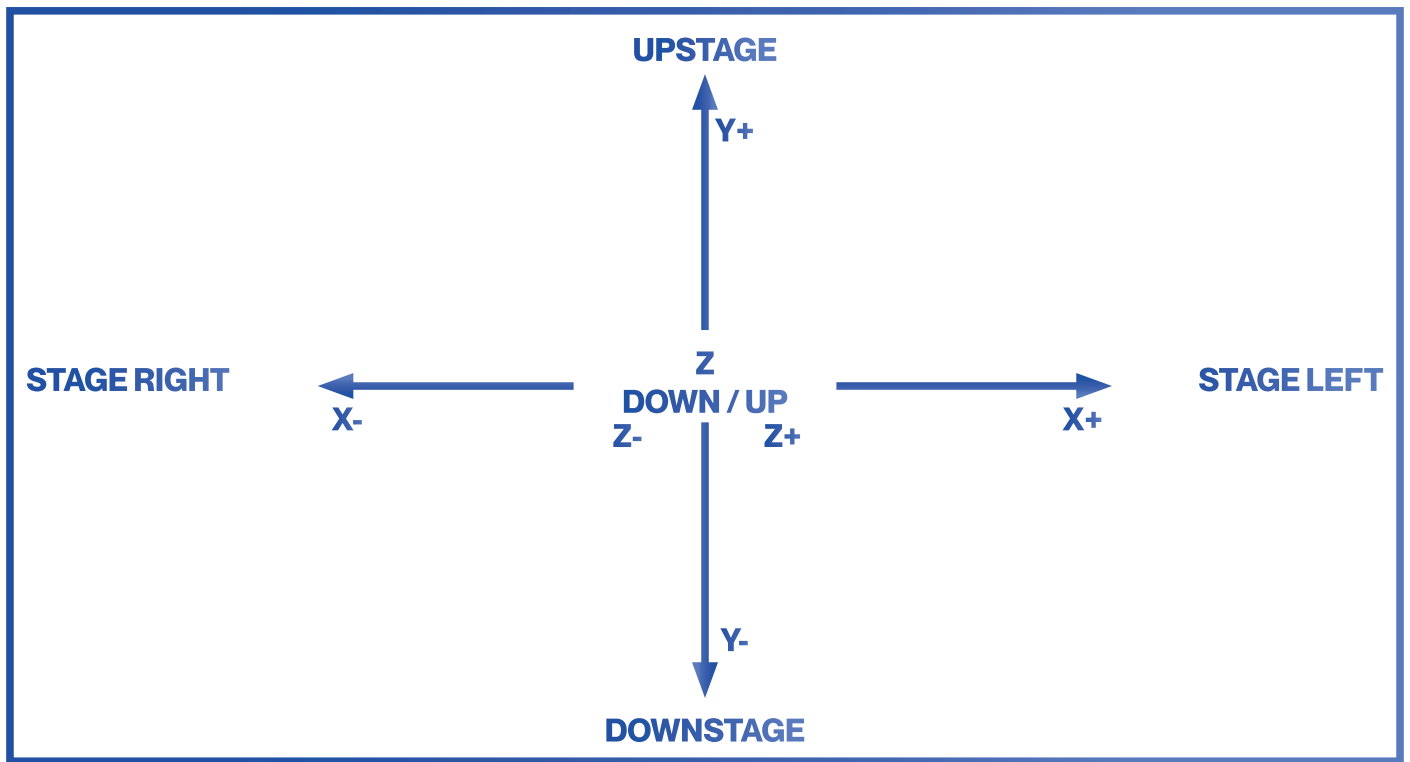 UPSTAGE
Y+
Z
STAGE RIGHT
STAGE LEFT
DOWN / UP
X-
X+
Z-
Z+
Y-
DOWNSTAGE